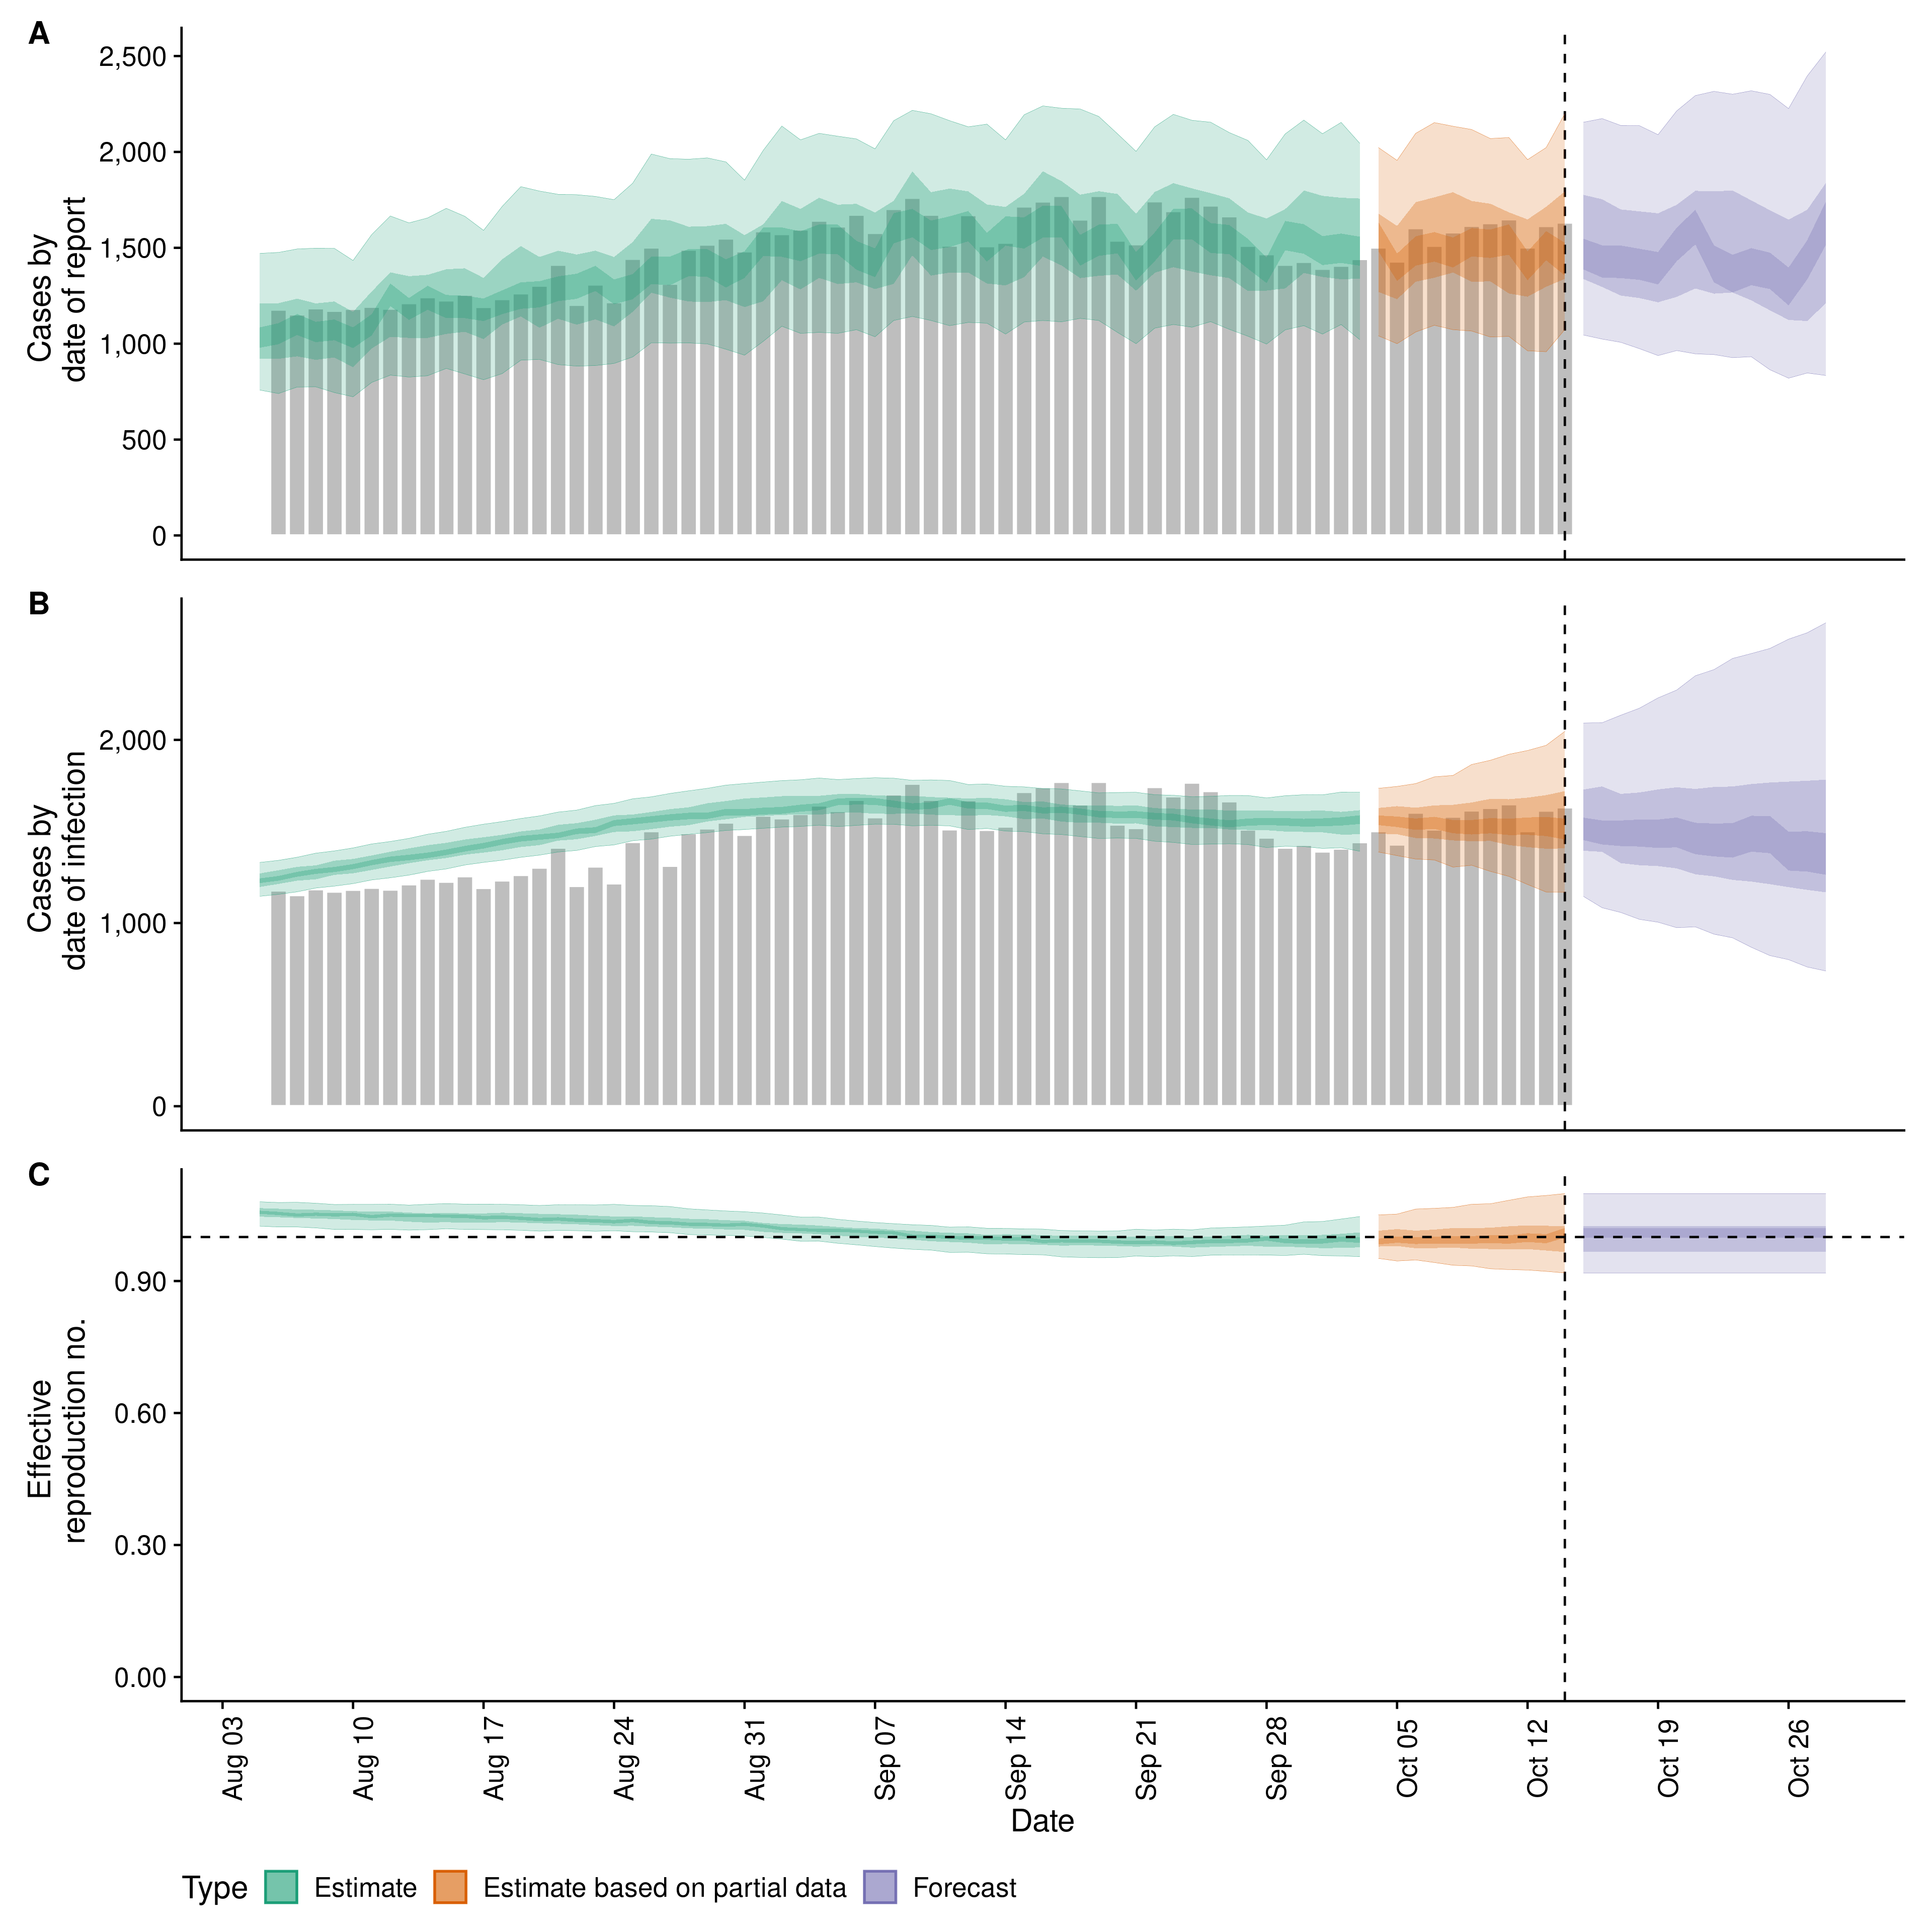 A
2,500
2,000
1,500
1,000
500
0
Cases by
date of report
B
2,000
1,000
0
Cases by
date of infection
C
0.90
0.60
0.30
0.00
Effective
reproduction no.
Aug 03
Aug 10
Aug 17
Aug 24
Aug 31
Sep 07
Sep 14
Sep 21
Sep 28
Oct 05
Oct 12
Oct 19
Oct 26
Date
Type Estimate Estimate based on partial data Forecast